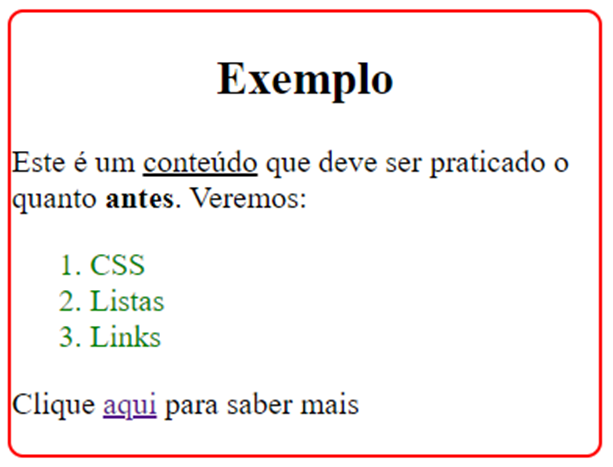 Exemplo
Este é um conteúdo que deve ser praticado o
quanto antes. Veremos:
1. CSS
2. Listas
3. Links
Clique aqui para saber mais